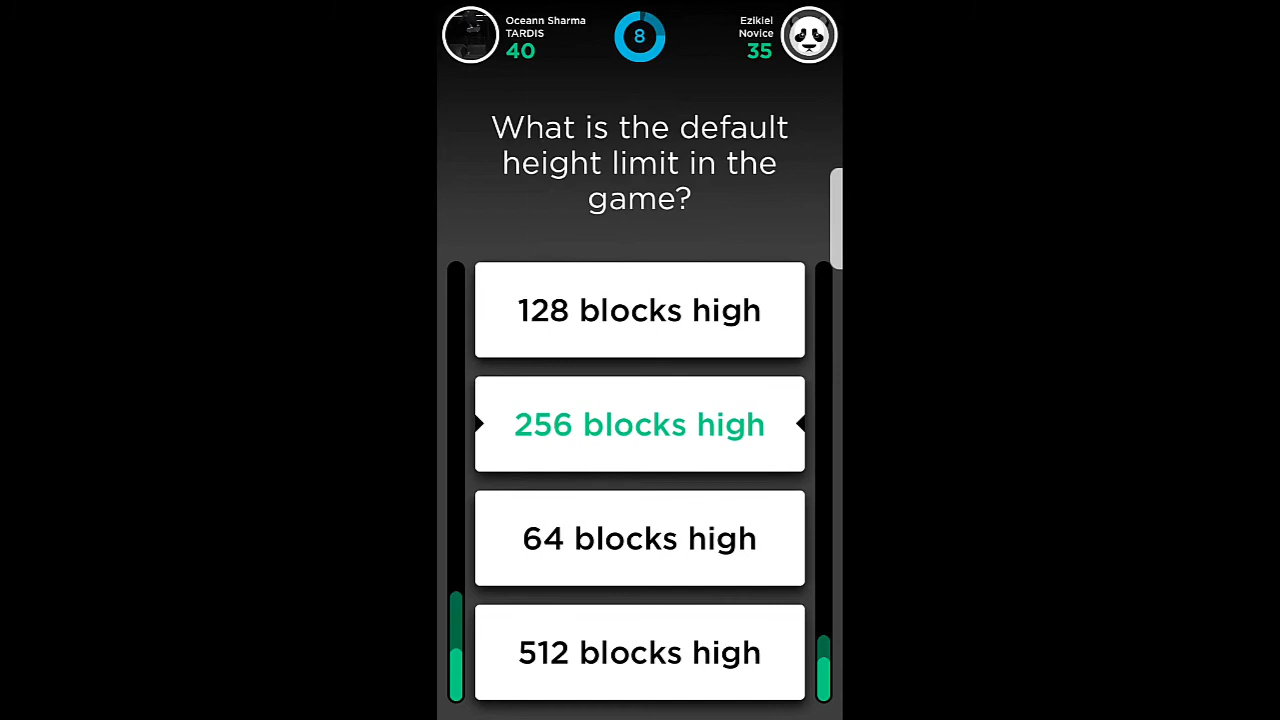 Oceann Sharma
TARDIS
40
8
Ezikiel
Novice
35
What is the default
height limit in the
game?
128 blocks high
256 blocks high
64 blocks high
512 blocks high